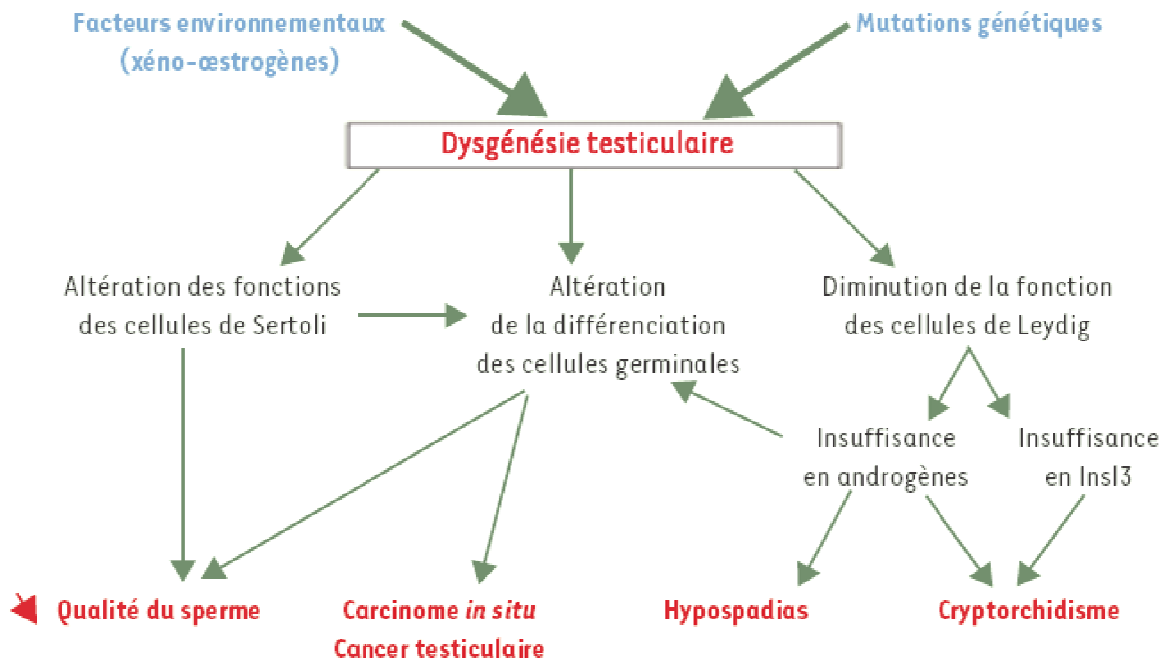 Facteurs environnementaux
(xéno-œstrogènes)
Mutations génétiques
Dysgénésie testiculaire
Altération des fonctions
des cellules de Sertoli
Altération
de la différenciation
des cellules germinales
Diminution de la fonction
des cellules de Leydig
Insuffisance
en androgènes
Insuffisance
en Insl3
Qualité du sperme
Carcinome in situ
Cancer testiculaire
Hypospadias
Cryptorchidisme